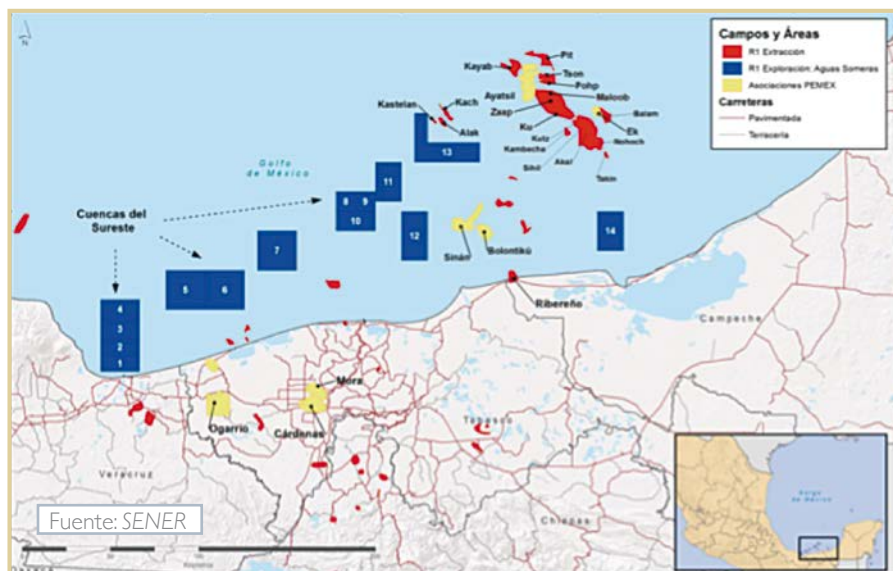 N
Campos y Áreas
R1 Extracción
R1 Exploración: Aguas Someras
Asociaciones PEMEX
Carreteras
Pavimentada
Terracería
Pit
Kayab
Tson
Pohp
Ayatsil
Maloob
Zaap
Balam
Kastelan
Kach
Alak
Ku
Ek
Kutz
Nohoch
Kambesha
Sihil
Akal
Takin
Golfo
de México
13
11
8
9
10
12
14
Cuencas del
Sureste
7
5
6
4
3
2
1
Sinán
Bolontikú
Ribereño
Campeche
Mora
Ogarrio
Cárdenas
Tabasco
Veracruz
Chiapas
Golfo
de México
Fuente: SENER